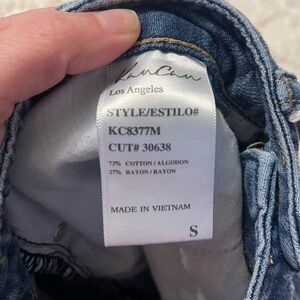 KanCan
Los Angeles
STYLE/ESTILO#
KC8377M
CUT# 30638
73% COTTON/ALGODON
27% RAYON/RAYON
MADE IN VIETNAM
S